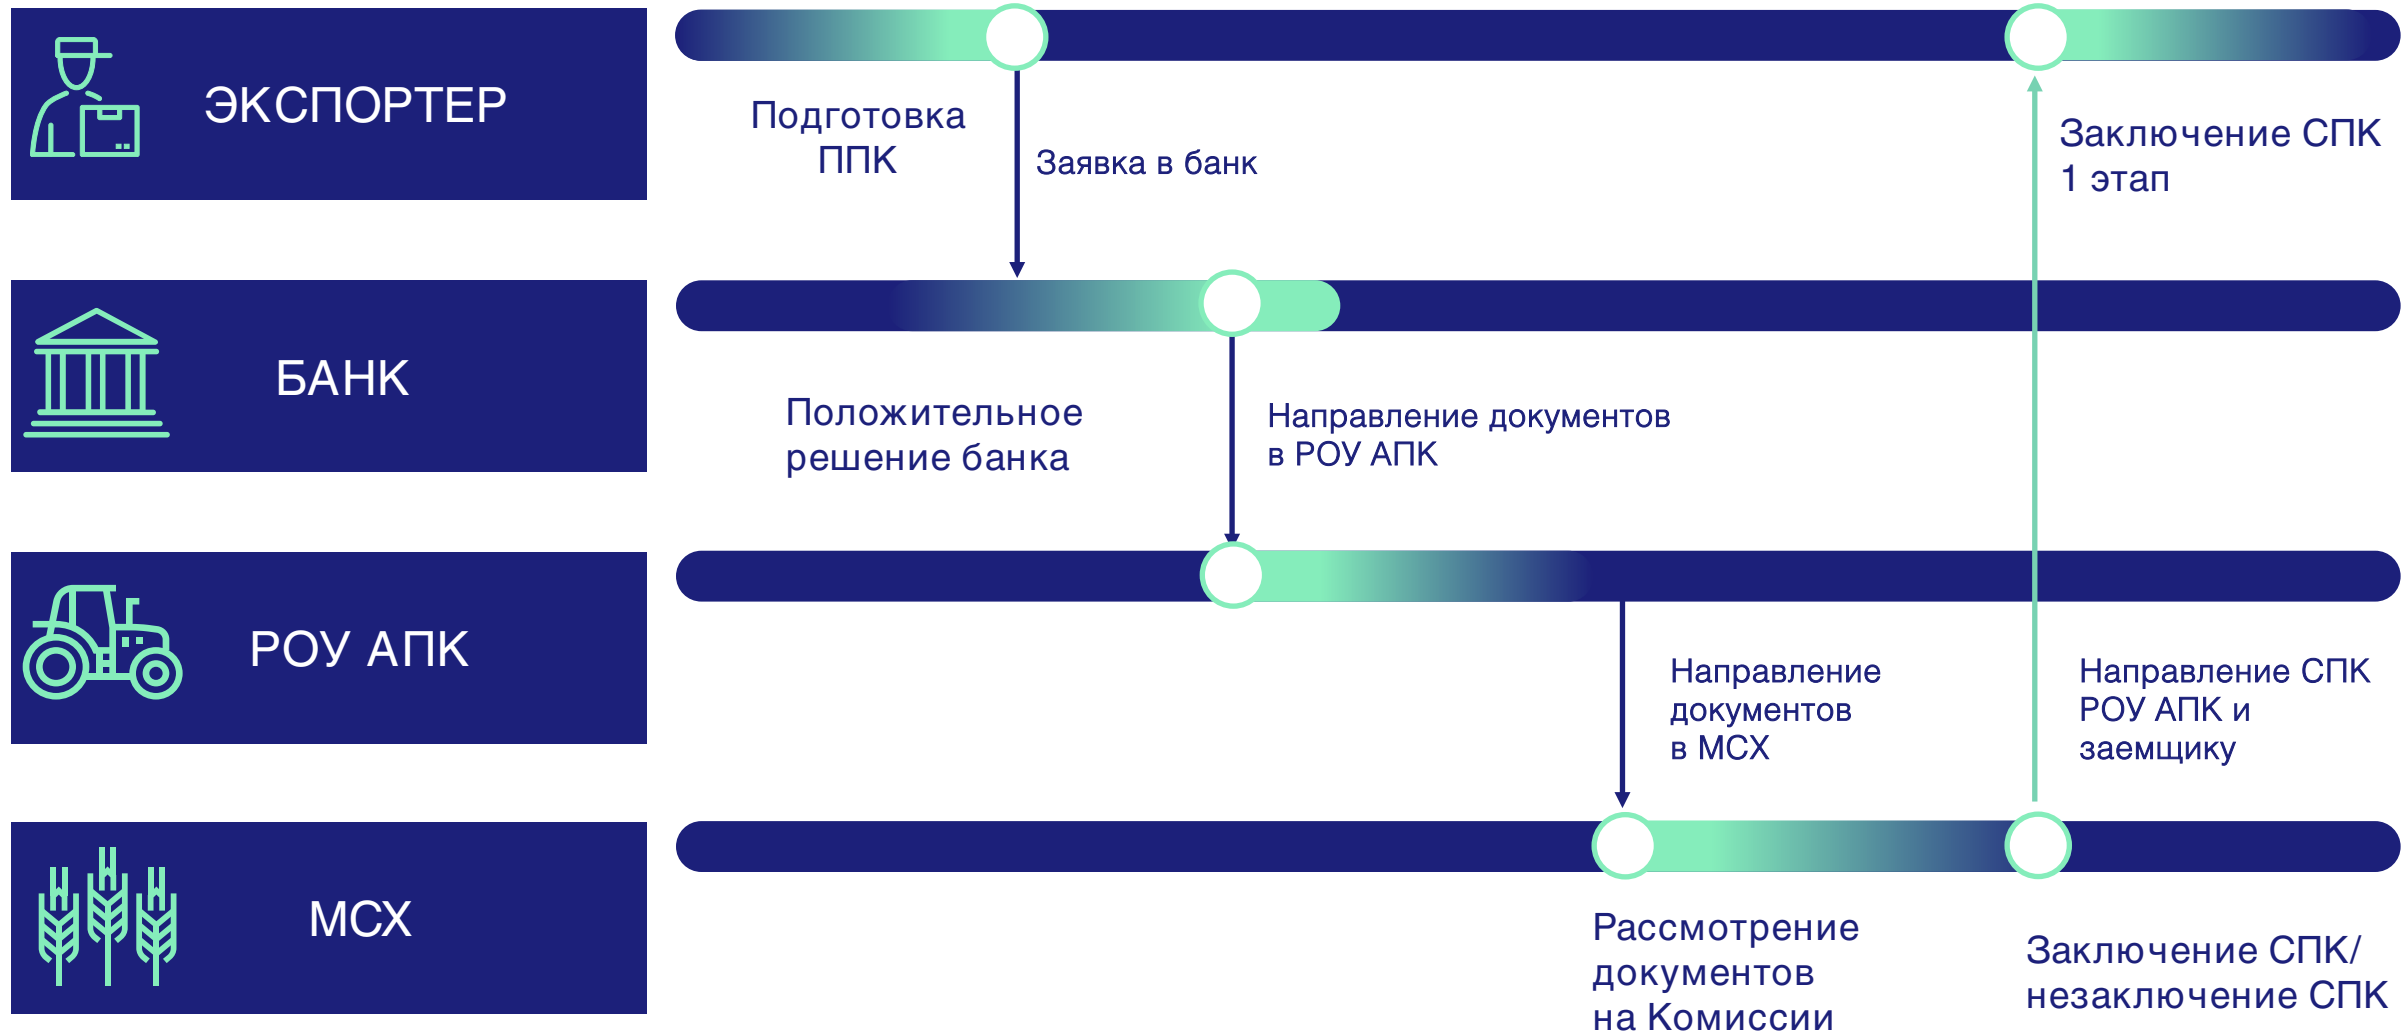 ЭКСПОРТЕР
Подготовка
ППК
Заявка в банк
Заключение СПК
1 этап
БАНК
Положительное
решение банка
Направление документов
в РОУ АПК
РОУ АПК
Направление
документов
в МСХ
Направление СПК
РОУ АПК и
заемщику
МСХ
Рассмотрение
документов
на Комиссии
Заключение СПК/
незаключение СПК